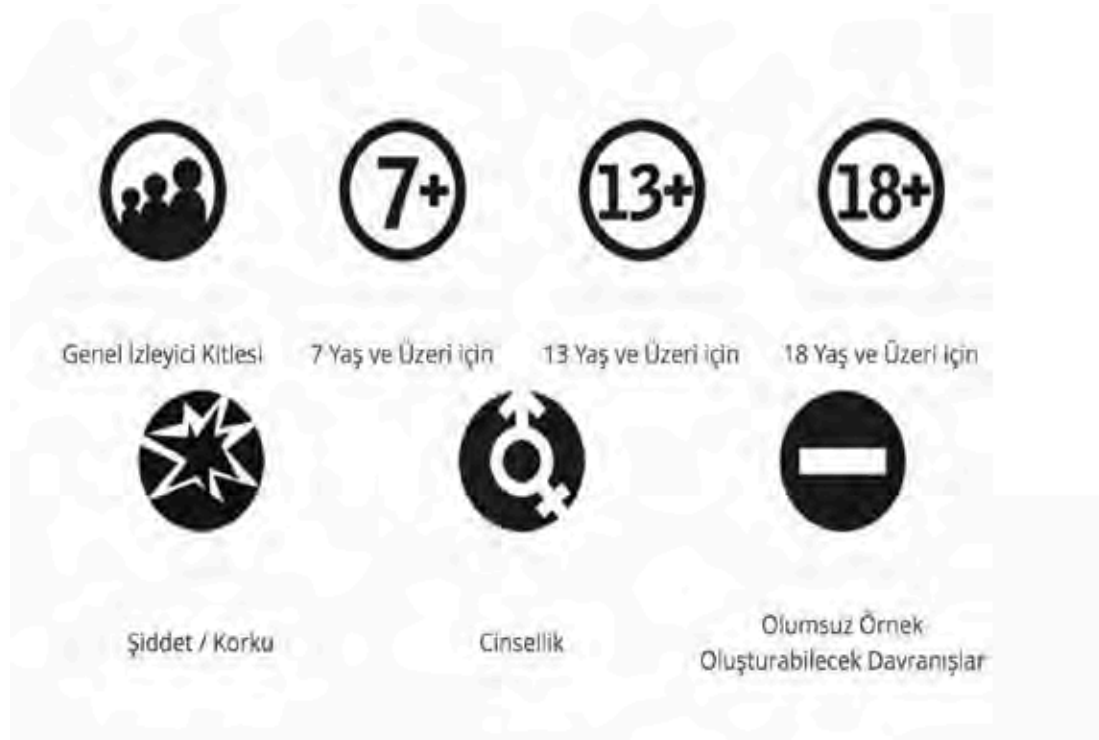 7+
13+
18+
Genel İzleyici Kitlesi
7 Yaş ve Üzeri için
13 Yaş ve Üzeri için
18 Yaş ve Üzeri için
Şiddet / Korku
Cinsellik
Olumsuz Örnek
Oluşturabilecek Davranışlar